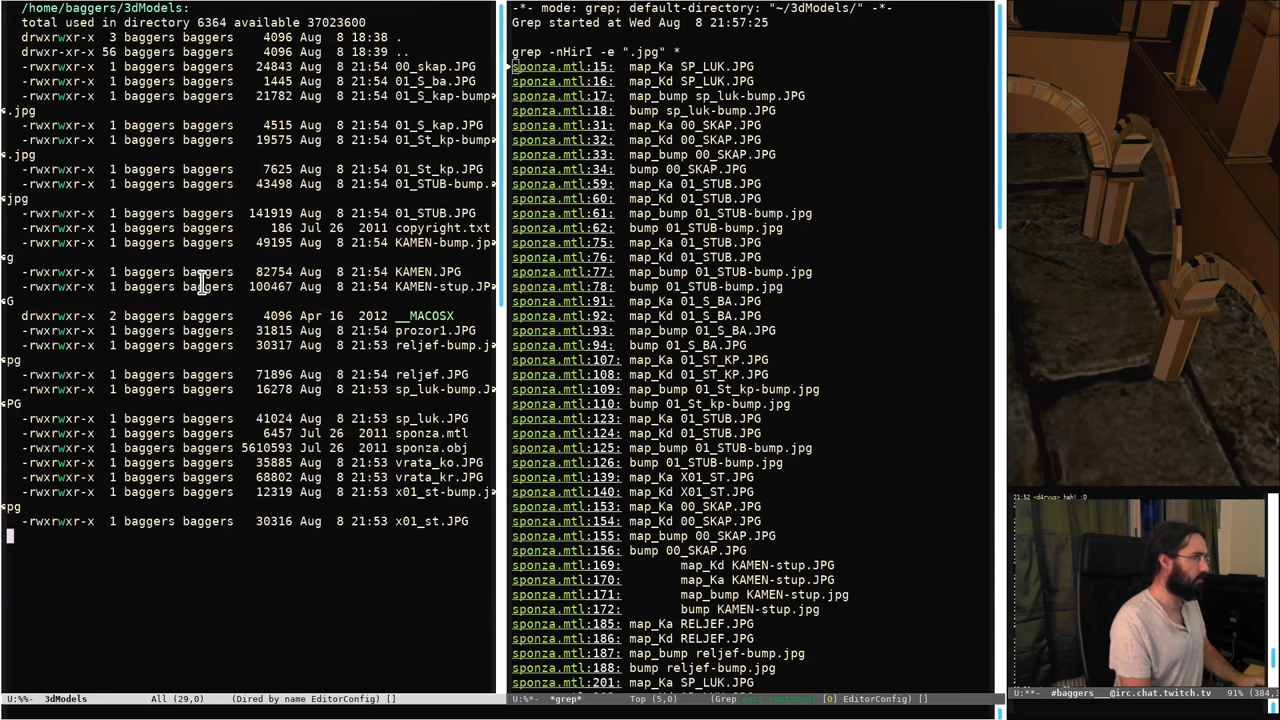 /home/baggers/3dModels:
total used in directory 6364 available 37023600
drwxrwxr-x  3 baggers baggers    4096 Aug  8 18:38 .
drwxr-xr-x 56 baggers baggers    4096 Aug  8 18:39 ..
-rwxrwxr-x  1 baggers baggers   24843 Aug  8 21:54 00_skap.JPG
-rwxrwxr-x  1 baggers baggers    1445 Aug  8 21:54 01_S_ba.JPG
-rwxrwxr-x  1 baggers baggers   21782 Aug  8 21:54 01_S_kap-bump
.jpg
-rwxrwxr-x  1 baggers baggers    4515 Aug  8 21:54 01_S_kap.JPG
-rwxrwxr-x  1 baggers baggers   19575 Aug  8 21:54 01_St_kp-bump
.jpg
-rwxrwxr-x  1 baggers baggers    7625 Aug  8 21:54 01_St_kp.JPG
-rwxrwxr-x  1 baggers baggers   43498 Aug  8 21:54 01_STUB-bump.
jpg
-rwxrwxr-x  1 baggers baggers  141919 Aug  8 21:54 01_STUB.JPG
-rwxrwxr-x  1 baggers baggers     186 Jul 26  2011 copyright.txt
-rwxrwxr-x  1 baggers baggers   49195 Aug  8 21:54 KAMEN-bump.jp
g
-rwxrwxr-x  1 baggers baggers   82754 Aug  8 21:54 KAMEN.JPG
-rwxrwxr-x  1 baggers baggers  100467 Aug  8 21:54 KAMEN-stup.JP
G
drwxrwxr-x  2 baggers baggers    4096 Apr 16  2012 __MACOSX
-rwxrwxr-x  1 baggers baggers   31815 Aug  8 21:54 prozor1.JPG
-rwxrwxr-x  1 baggers baggers   30317 Aug  8 21:53 reljef-bump.j
pg
-rwxrwxr-x  1 baggers baggers   71896 Aug  8 21:54 reljef.JPG
-rwxrwxr-x  1 baggers baggers   16278 Aug  8 21:53 sp_luk-bump.J
PG
-rwxrwxr-x  1 baggers baggers   41024 Aug  8 21:53 sp_luk.JPG
-rwxrwxr-x  1 baggers baggers    6457 Jul 26  2011 sponza.mtl
-rwxrwxr-x  1 baggers baggers 5610593 Jul 26  2011 sponza.obj
-rwxrwxr-x  1 baggers baggers   35885 Aug  8 21:53 vrata_ko.JPG
-rwxrwxr-x  1 baggers baggers   68802 Aug  8 21:53 vrata_kr.JPG
-rwxrwxr-x  1 baggers baggers   12319 Aug  8 21:53 x01_st-bump.j
pg
-rwxrwxr-x  1 baggers baggers   30316 Aug  8 21:53 x01_st.JPG
U:%%-  3dModels      All (29,0)    (Dired by name EditorConfig) []
-*- mode: grep; default-directory: "~/3dModels/" -*-
Grep started at Wed Aug  8 21:57:25
grep -nHirI -e ".jpg" *
sponza.mtl:15:  map_Ka SP_LUK.JPG
sponza.mtl:16:  map_Kd SP_LUK.JPG
sponza.mtl:17:  map_bump sp_luk-bump.JPG
sponza.mtl:18:  bump sp_luk-bump.JPG
sponza.mtl:31:  map_Ka 00_SKAP.JPG
sponza.mtl:32:  map_Kd 00_SKAP.JPG
sponza.mtl:33:  map_bump 00_SKAP.JPG
sponza.mtl:34:  bump 00_SKAP.JPG
sponza.mtl:59:  map_Ka 01_STUB.JPG
sponza.mtl:60:  map_Kd 01_STUB.JPG
sponza.mtl:61:  map_bump 01_STUB-bump.jpg
sponza.mtl:62:  bump 01_STUB-bump.jpg
sponza.mtl:75:  map_Ka 01_STUB.JPG
sponza.mtl:76:  map_Kd 01_STUB.JPG
sponza.mtl:77:  map_bump 01_STUB-bump.jpg
sponza.mtl:78:  bump 01_STUB-bump.jpg
sponza.mtl:91:  map_Ka 01_S_BA.JPG
sponza.mtl:92:  map_Kd 01_S_BA.JPG
sponza.mtl:93:  map_bump 01_S_BA.JPG
sponza.mtl:94:  bump 01_S_BA.JPG
sponza.mtl:107:  map_Ka 01_ST_KP.JPG
sponza.mtl:108:  map_Kd 01_ST_KP.JPG
sponza.mtl:109:  map_bump 01_St_kp-bump.jpg
sponza.mtl:110:  bump 01_St_kp-bump.jpg
sponza.mtl:123:  map_Ka 01_STUB.JPG
sponza.mtl:124:  map_Kd 01_STUB.JPG
sponza.mtl:125:  map_bump 01_STUB-bump.jpg
sponza.mtl:126:  bump 01_STUB-bump.jpg
sponza.mtl:139:  map_Ka X01_ST.JPG
sponza.mtl:140:  map_Kd X01_ST.JPG
sponza.mtl:153:  map_Ka 00_SKAP.JPG
sponza.mtl:154:  map_Kd 00_SKAP.JPG
sponza.mtl:155:  map_bump 00_SKAP.JPG
sponza.mtl:156:  bump 00_SKAP.JPG
sponza.mtl:169:        map_Kd KAMEN-stup.JPG
sponza.mtl:170:        map_Ka KAMEN-stup.JPG
sponza.mtl:171:        map_bump KAMEN-stup.JPG
sponza.mtl:172:        bump KAMEN-stup.jpg
sponza.mtl:185:  map_Ka RELJEF.JPG
sponza.mtl:186:  map_Kd RELJEF.JPG
sponza.mtl:187:  map_bump reljef-bump.jpg
sponza.mtl:188:  bump reljef-bump.jpg
sponza.mtl:201:  map_Ka SP_LUK.JPG
U:%*-  *grep*        Top (5,0)     (Grep [0] EditorConfig) []
21:52 <d4ryus> hah! :D
U:**-  #baggers___@irc.chat.twitch.tv   91% (384,